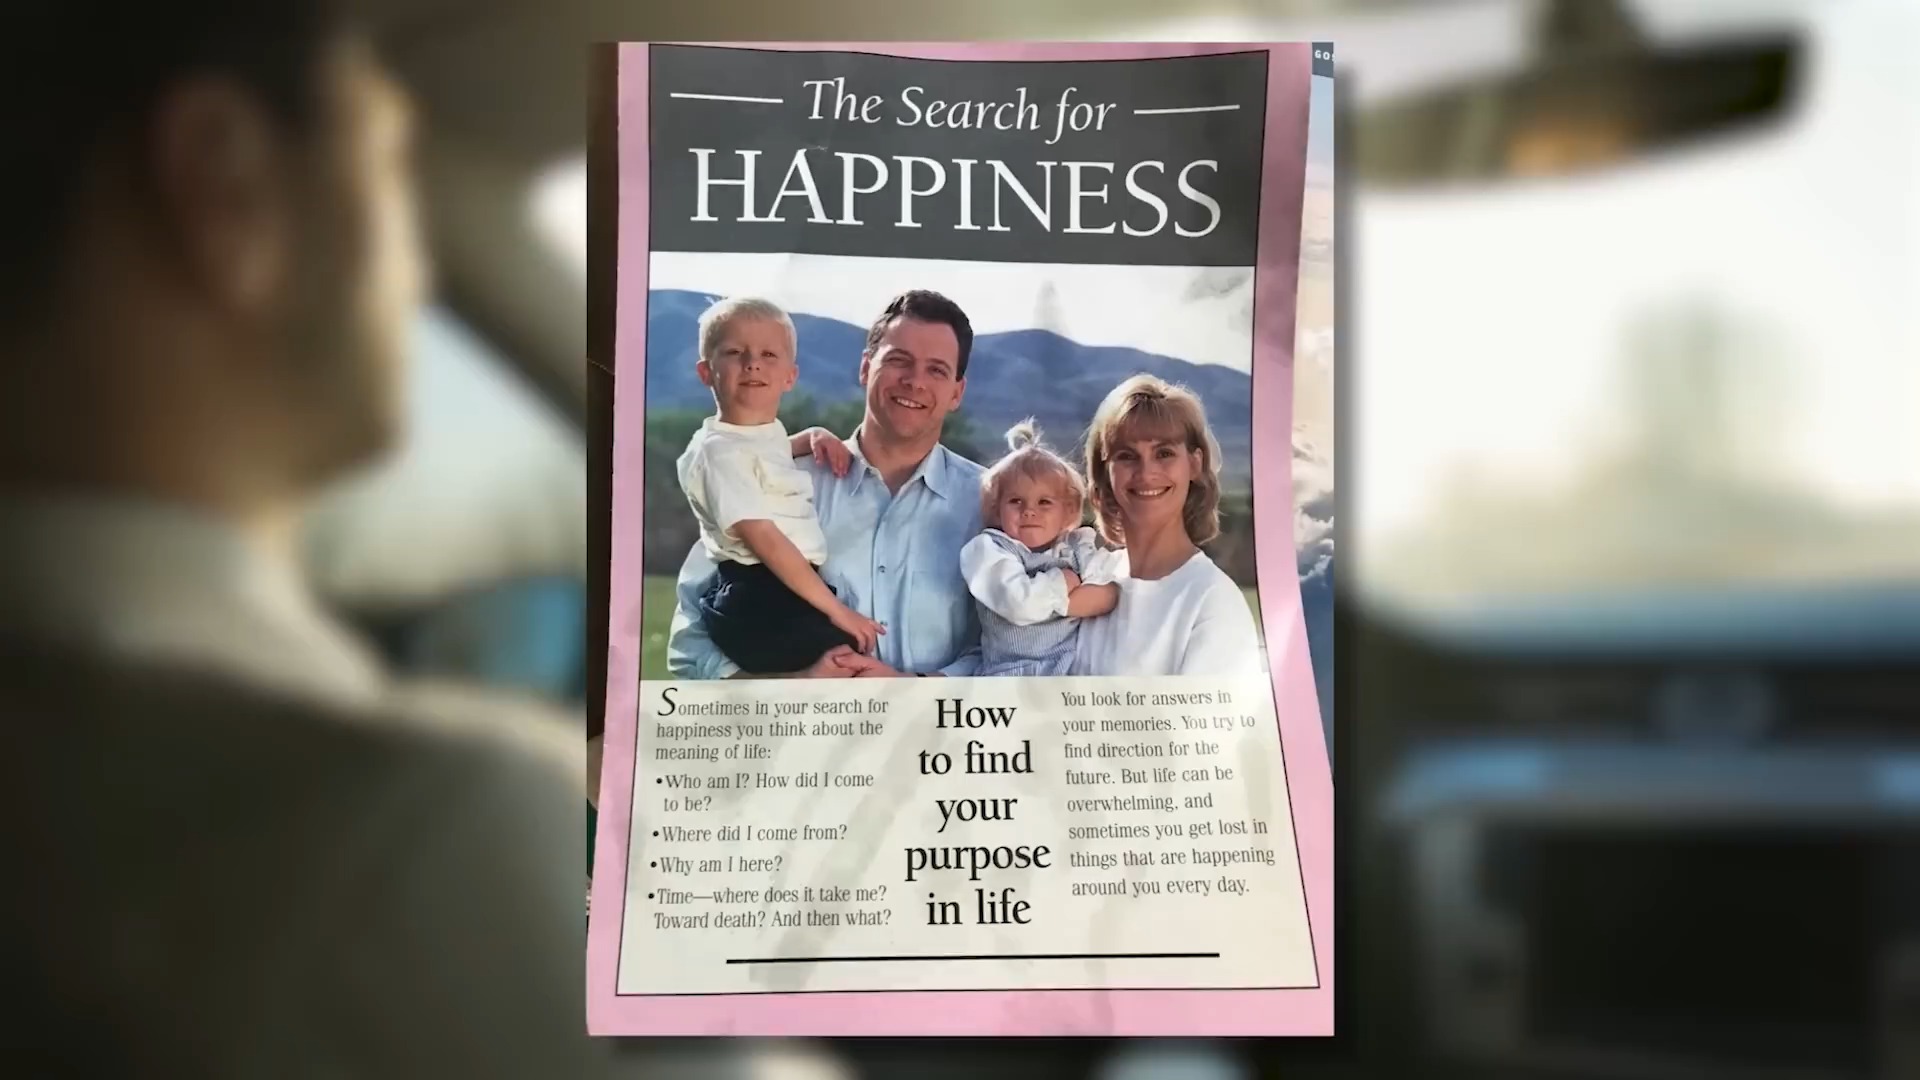 The Search for
HAPPINESS
Sometimes in your search for
happiness you think about the
meaning of life:
•Who am I? How did I come
to be?
•Where did I come from?
•Why am I here?
•Time—where does it take me?
Toward death? And then what?
How
to find
your
purpose
in life
You look for answers in
your memories. You try to
find direction for the
future. But life can be
overwhelming, and
sometimes you get lost in
things that are happening
around you every day.